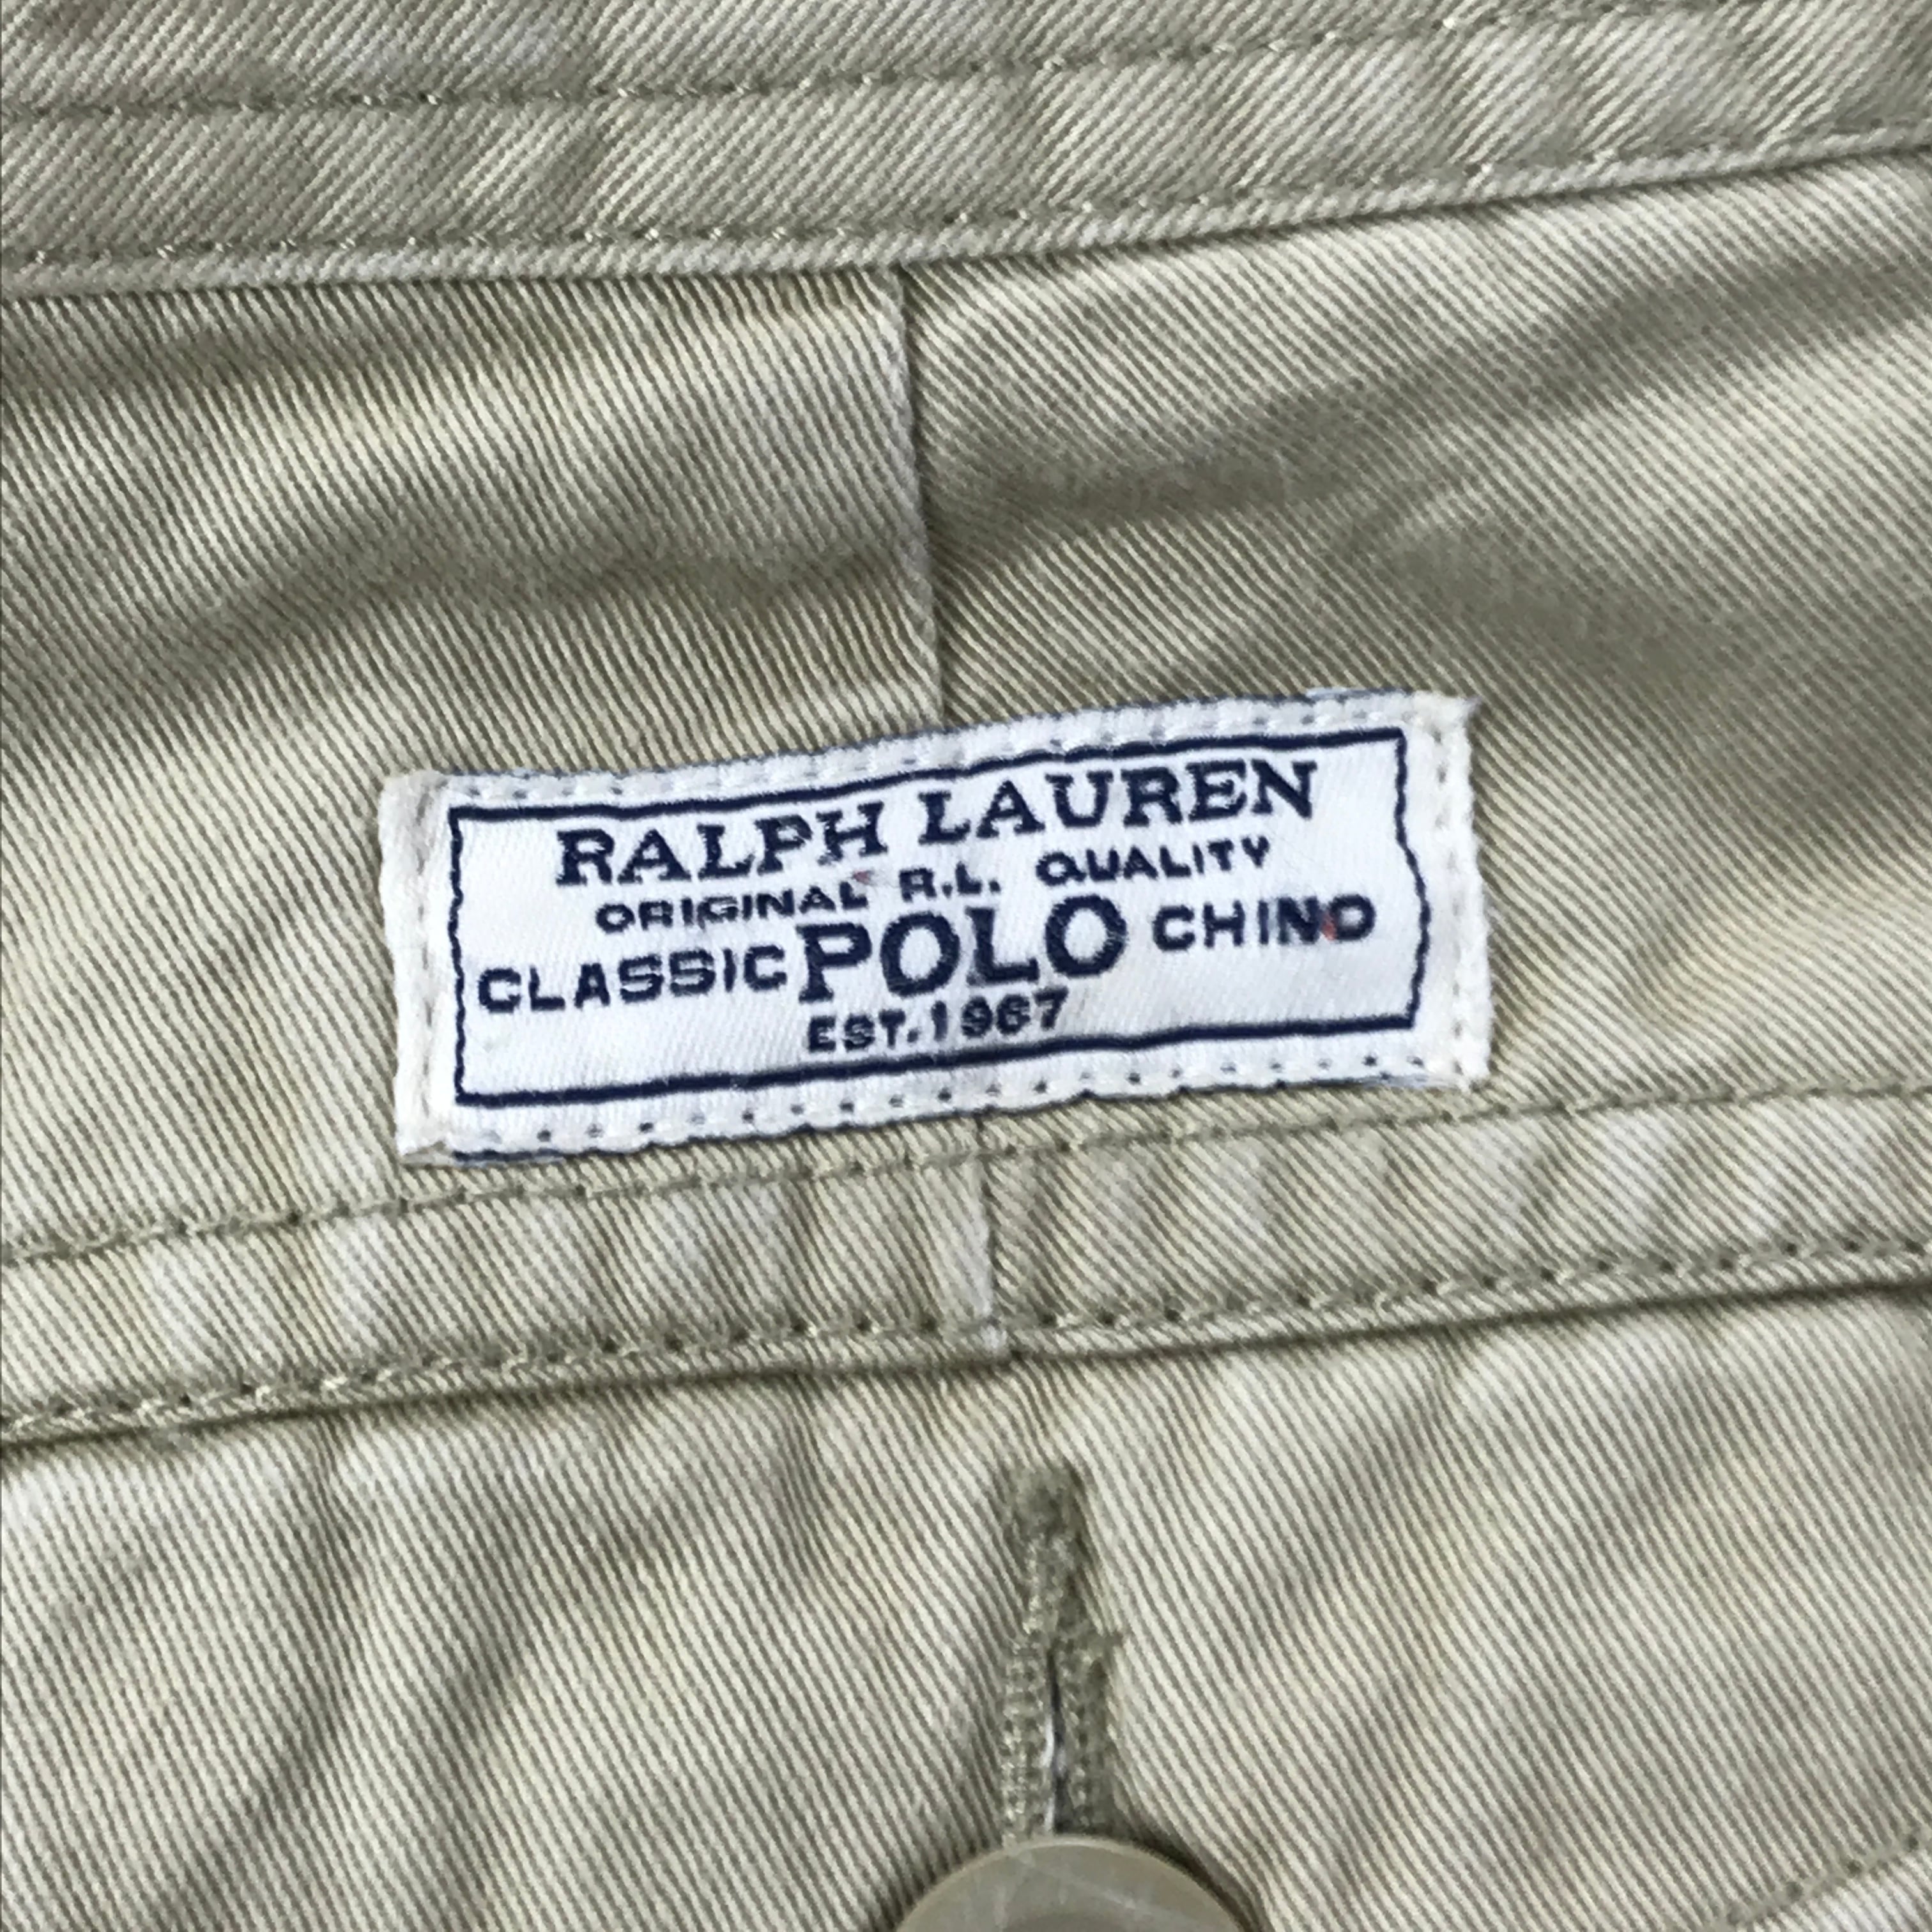 RALPH LAUREN
ORIGINAL R.L. QUALITY
CLASSIC POLO CHINO
EST. 1967